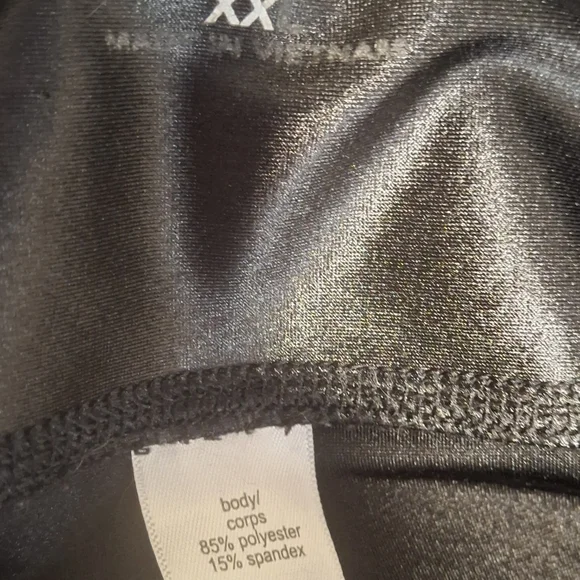 XX
MADE IN VIETNAM
body/
corps
85% polyester
15% spandex